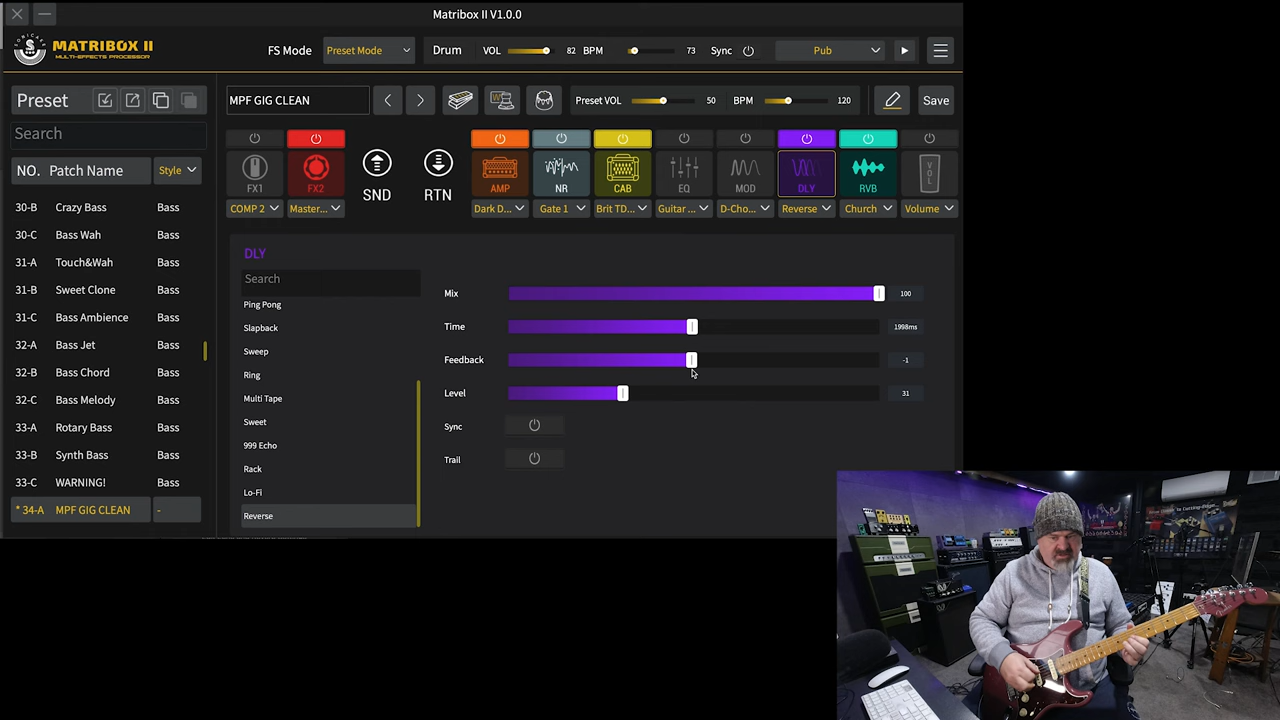 Matribox II V1.0.0
MATRIBOX II
MULTI-EFFECTS PROCESSOR
FS Mode
Preset Mode
Drum
VOL
82
BPM
73
Sync
Pub
Preset
MPF GIG CLEAN
Preset VOL
50
BPM
120
Save
Search
NO.
Patch Name
Style
FX1
FX2
SND
RTN
AMP
NR
CAB
EQ
MOD
DLY
RVB
VOL
COMP 2
Master...
Dark D...
Gate 1
Brit TD...
Guitar ...
D-Cho...
Reverse
Church
Volume
30-B Crazy Bass Bass
30-C Bass Wah Bass
31-A Touch&Wah Bass
31-B Sweet Clone Bass
31-C Bass Ambience Bass
32-A Bass Jet Bass
32-B Bass Chord Bass
32-C Bass Melody Bass
33-A Rotary Bass Bass
33-B Synth Bass Bass
33-C WARNING! Bass
* 34-A MPF GIG CLEAN -
DLY
Search
Ping Pong
Slapback
Sweep
Ring
Multi Tape
Sweet
999 Echo
Rack
Lo-Fi
Reverse
Mix 100
Time 1998ms
Feedback -1
Level 31
Sync
Trail